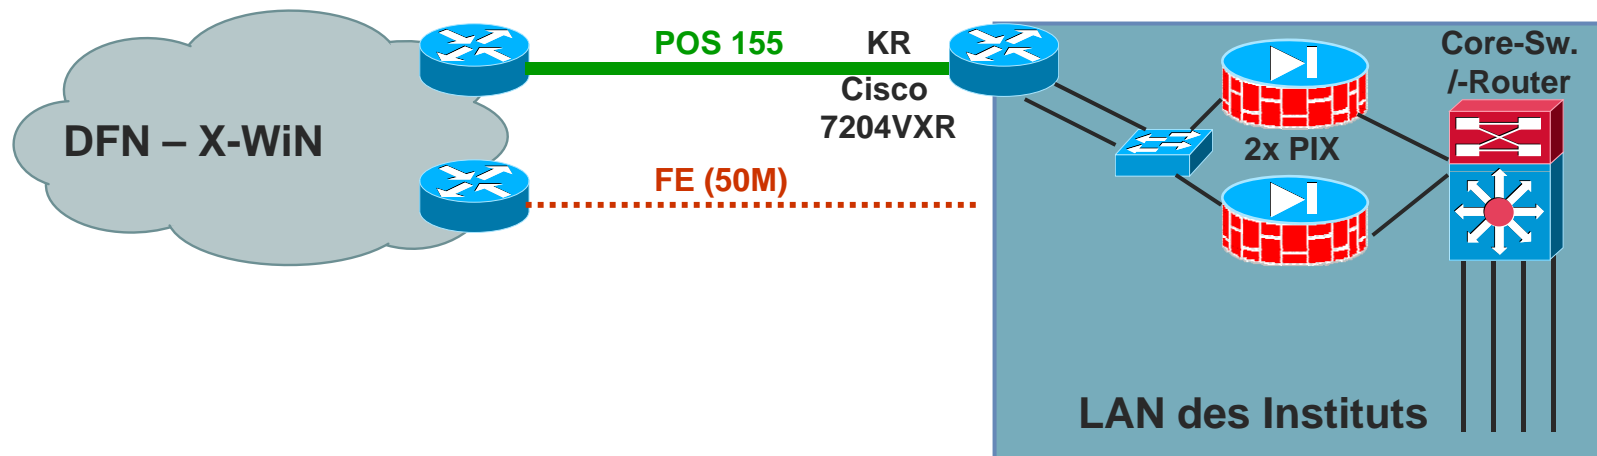 DFN – X-WiN
POS 155
KR
Cisco
7204VXR
FE (50M)
2x PIX
Core-Sw.
/-Router
LAN des Instituts